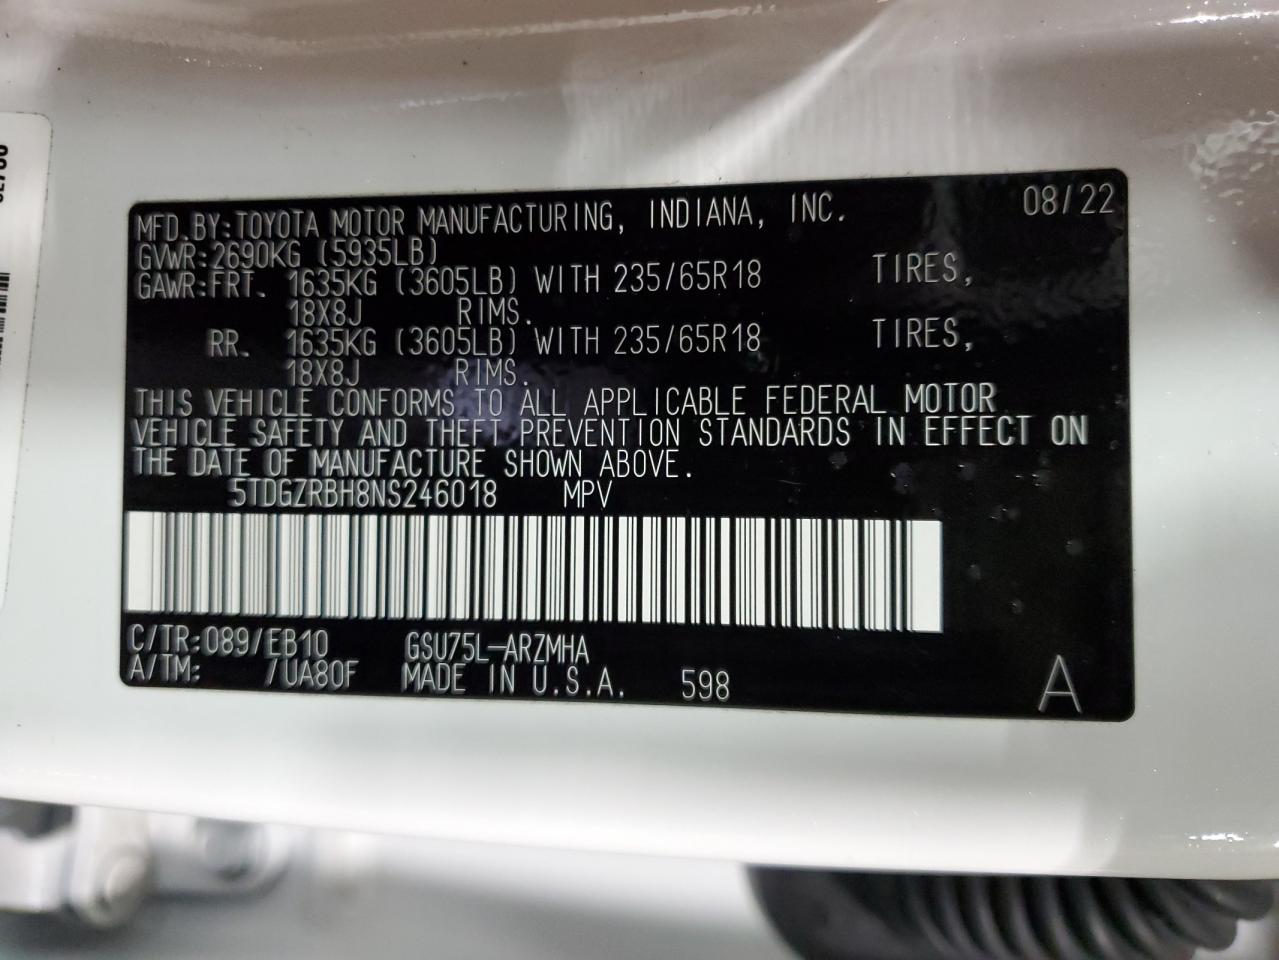 MFD.BY:TOYOTA MOTOR MANUFACTURING, INDIANA, INC. 08/22
GVWR:2690KG (5935LB)
GAWR:FRT. 1635KG (3605LB) WITH 235/65R18 TIRES,
18X8J RIMS.
RR. 1635KG (3605LB) WITH 235/65R18 TIRES,
18X8J RIMS.
THIS VEHICLE CONFORMS TO ALL APPLICABLE FEDERAL MOTOR
VEHICLE SAFETY AND THEFT PREVENTION STANDARDS IN EFFECT ON
THE DATE OF MANUFACTURE SHOWN ABOVE.
5TDGZRBH8NS246018 MPV
C/TR:089/EB10 GSU75L-ARZMHA
A/TM: /UA80F MADE IN U.S.A. 598 A